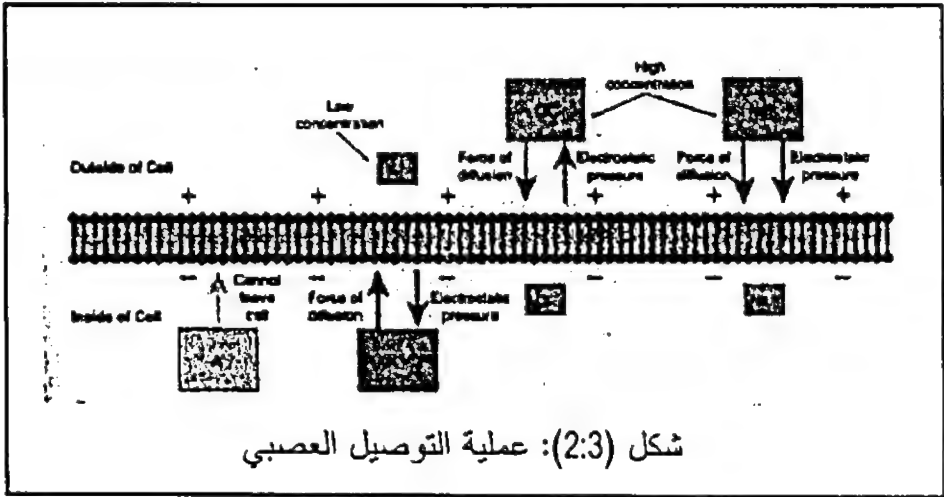 High
concentration
Low
concentration
Outside of Cell
Force of
diffusion
Electrostatic
pressure
Force of
diffusion
Electrostatic
pressure
+ + + + + +
− − − − − −
Cannot
leave
cell
Force of
diffusion
Electrostatic
pressure
Inside of Cell
شكل (2:3): عملية التوصيل العصبي